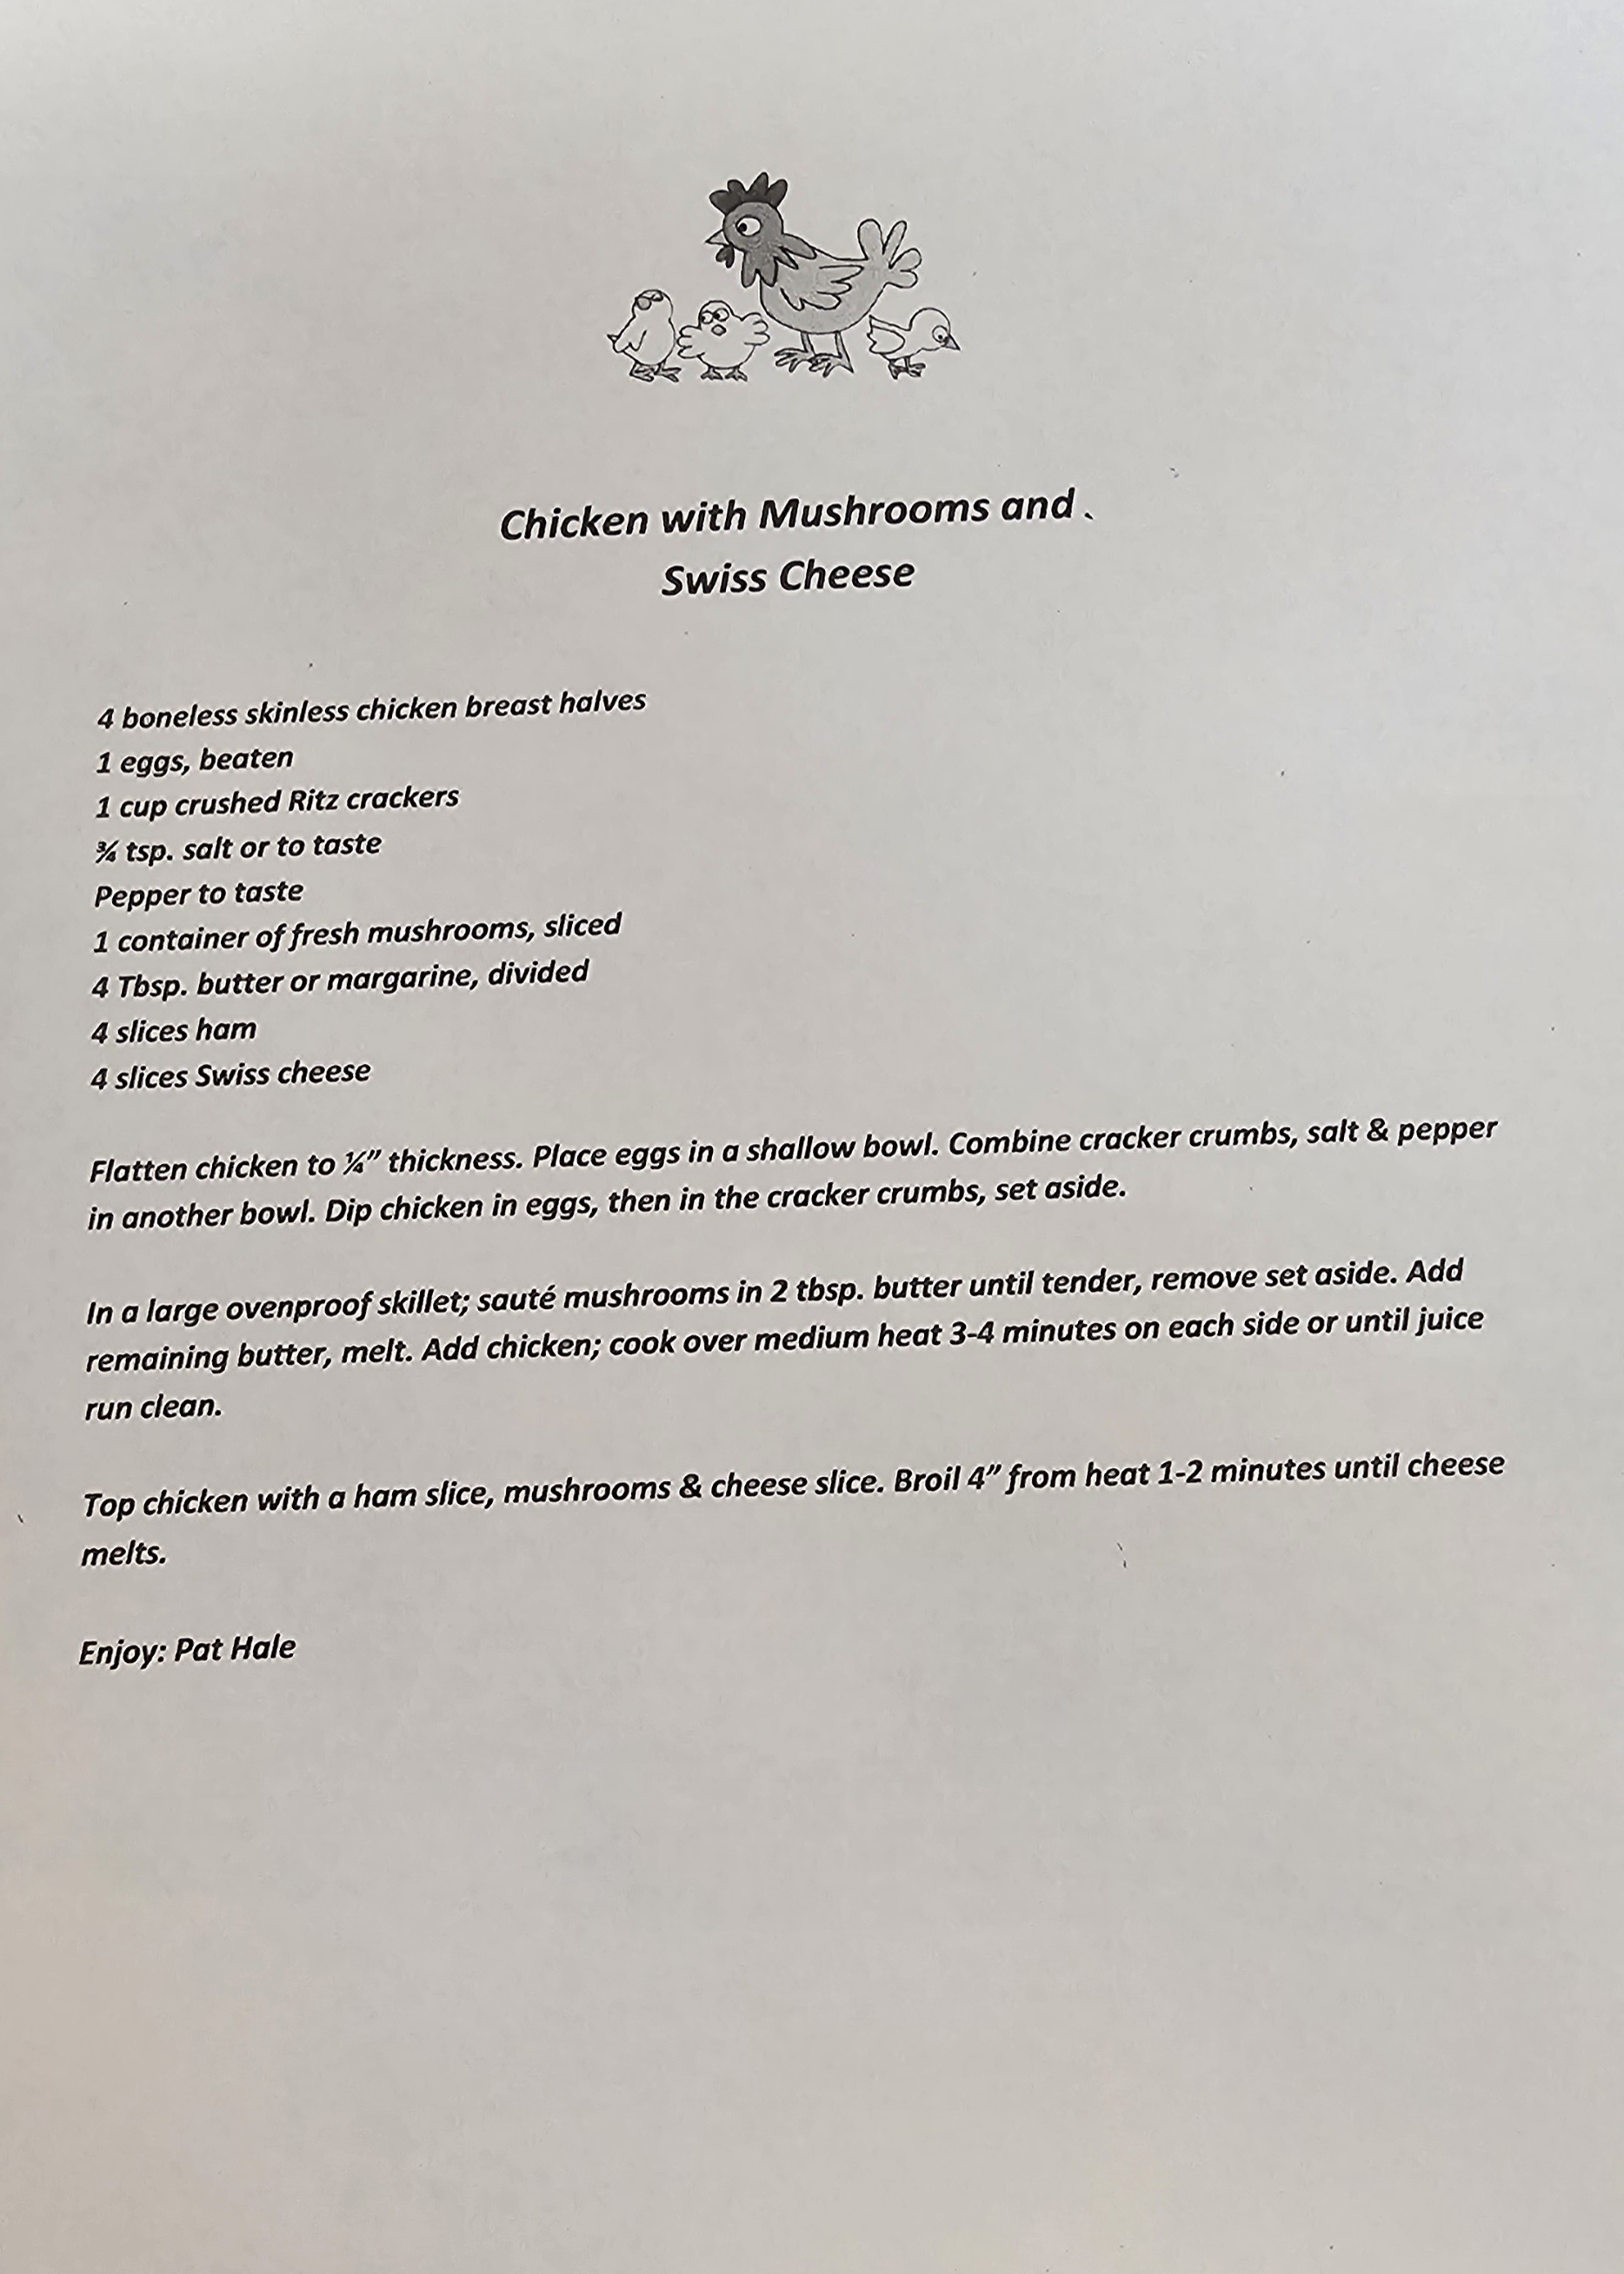 Chicken with Mushrooms and
Swiss Cheese
4 boneless skinless chicken breast halves
1 eggs, beaten
1 cup crushed Ritz crackers
¾ tsp. salt or to taste
Pepper to taste
1 container of fresh mushrooms, sliced
4 Tbsp. butter or margarine, divided
4 slices ham
4 slices Swiss cheese
Flatten chicken to ¼” thickness. Place eggs in a shallow bowl. Combine cracker crumbs, salt & pepper
in another bowl. Dip chicken in eggs, then in the cracker crumbs, set aside.
In a large ovenproof skillet; sauté mushrooms in 2 tbsp. butter until tender, remove set aside. Add
remaining butter, melt. Add chicken; cook over medium heat 3-4 minutes on each side or until juice
run clean.
Top chicken with a ham slice, mushrooms & cheese slice. Broil 4” from heat 1-2 minutes until cheese
melts.
Enjoy: Pat Hale